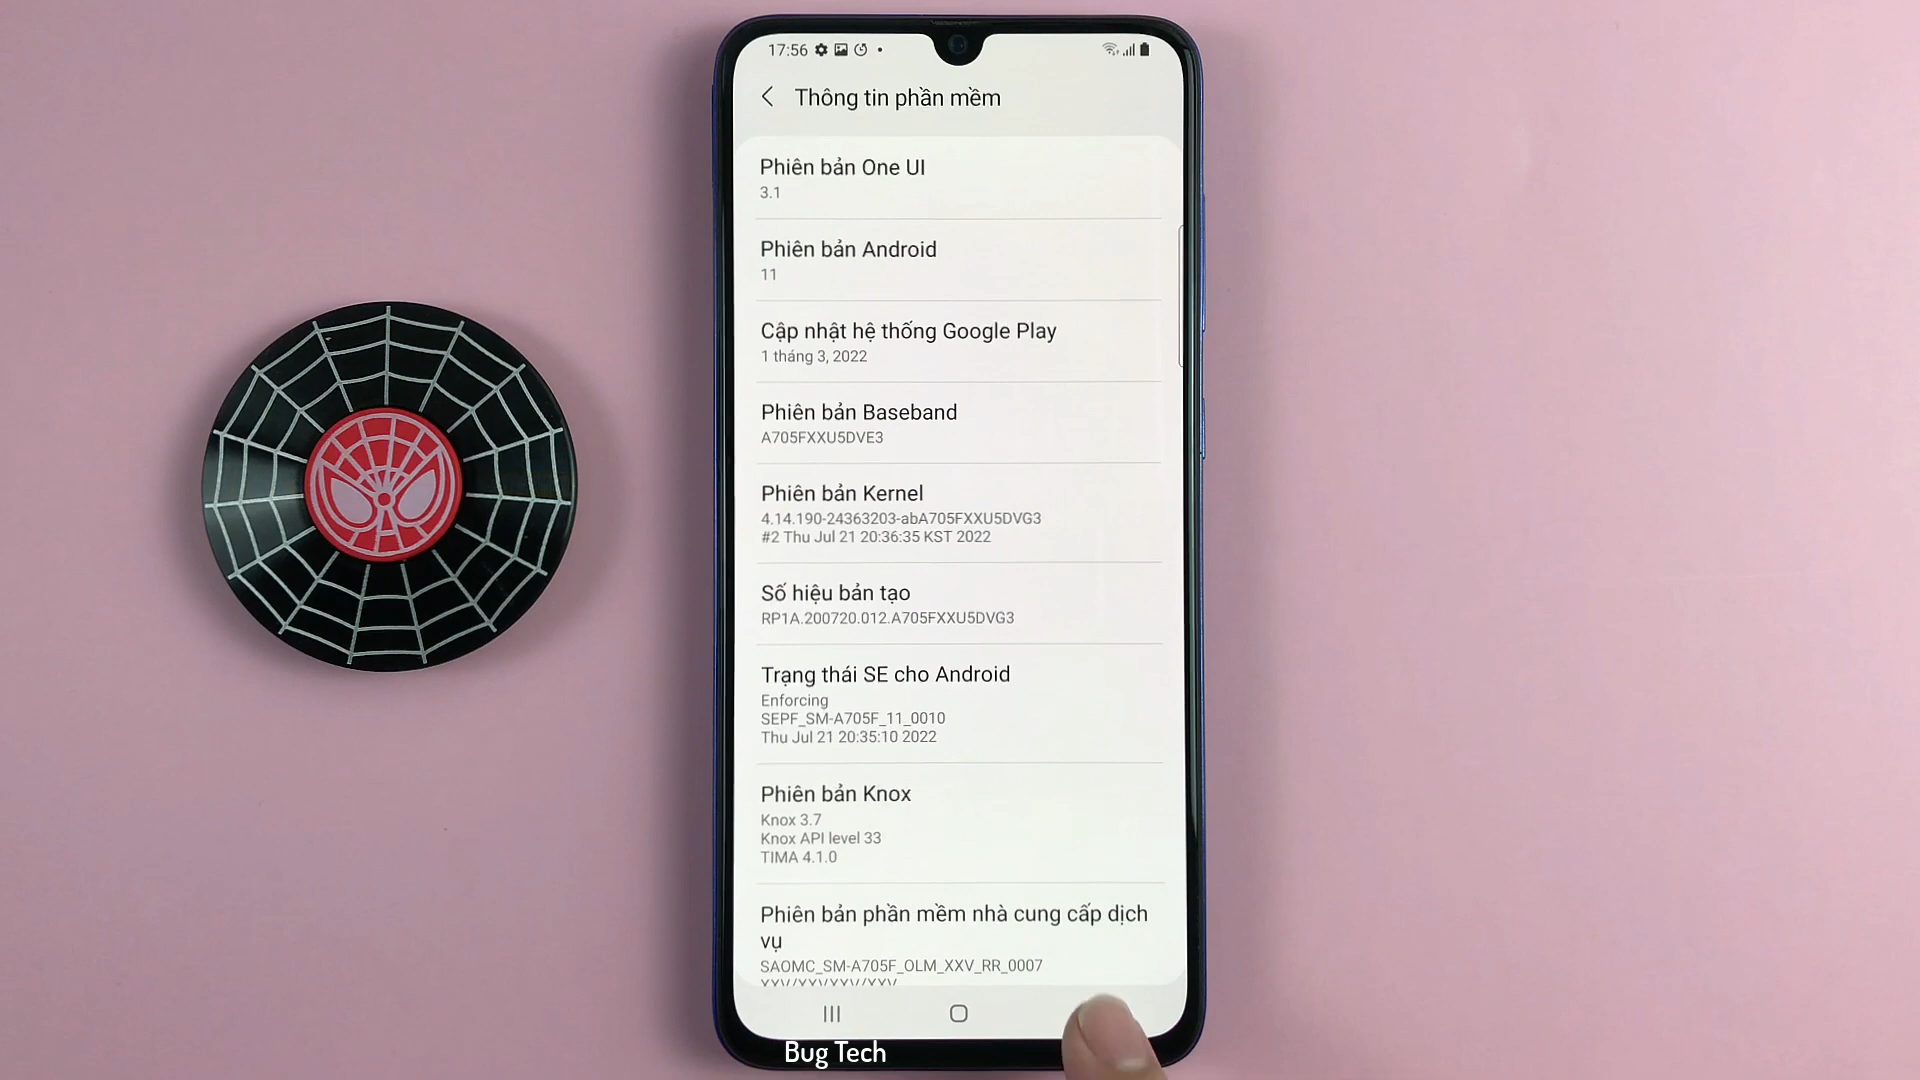 17:56
Thông tin phần mềm
Phiên bản One UI
3.1
Phiên bản Android
11
Cập nhật hệ thống Google Play
1 tháng 3, 2022
Phiên bản Baseband
A705FXXU5DVE3
Phiên bản Kernel
4.14.190-24363203-abA705FXXU5DVG3
#2 Thu Jul 21 20:36:35 KST 2022
Số hiệu bản tạo
RP1A.200720.012.A705FXXU5DVG3
Trạng thái SE cho Android
Enforcing
SEPF_SM-A705F_11_0010
Thu Jul 21 20:35:10 2022
Phiên bản Knox
Knox 3.7
Knox API level 33
TIMA 4.1.0
Phiên bản phần mềm nhà cung cấp dịch
vụ
SAOMC_SM-A705F_OLM_XXV_RR_0007
Bug Tech